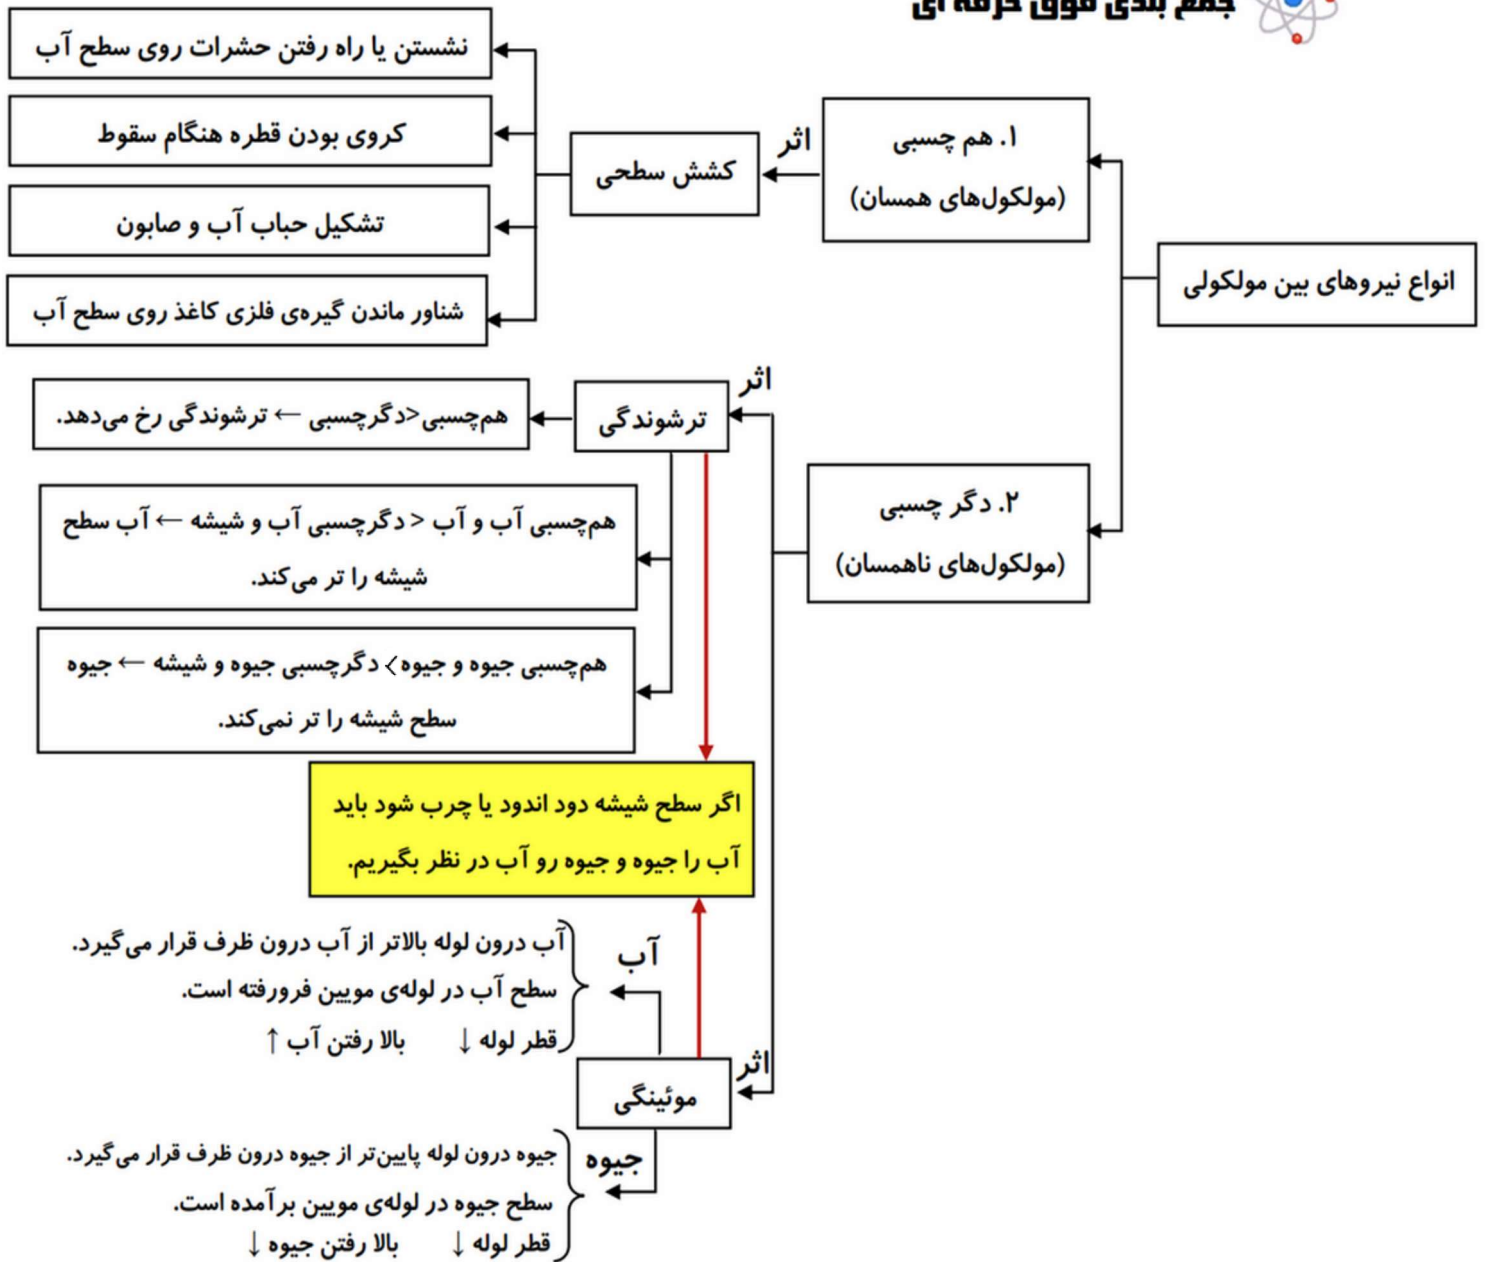 جمع بندی فوق حرفه ای
انواع نیروهای بین مولکولی
۱. هم چسبی
(مولکول‌های همسان)
اثر
کشش سطحی
نشستن یا راه رفتن حشرات روی سطح آب
کروی بودن قطره هنگام سقوط
تشکیل حباب آب و صابون
شناور ماندن گیره‌ی فلزی کاغذ روی سطح آب
۲. دگر چسبی
(مولکول‌های ناهمسان)
اثر
ترشوندگی
هم‌چسبی<دگرچسبی ← ترشوندگی رخ می‌دهد.
هم‌چسبی آب و آب < دگرچسبی آب و شیشه ← آب سطح
شیشه را تر می‌کند.
هم‌چسبی جیوه و جیوه > دگرچسبی جیوه و شیشه ← جیوه
سطح شیشه را تر نمی‌کند.
اگر سطح شیشه دود اندود یا چرب شود باید
آب را جیوه و جیوه رو آب در نظر بگیریم.
اثر
موئینگی
آب
آب درون لوله بالاتر از آب درون ظرف قرار می‌گیرد.
سطح آب در لوله‌ی مویین فرورفته است.
قطر لوله ↓ بالا رفتن آب ↑
جیوه
جیوه درون لوله پایین‌تر از جیوه درون ظرف قرار می‌گیرد.
سطح جیوه در لوله‌ی مویین برآمده است.
قطر لوله ↓ بالا رفتن جیوه ↓